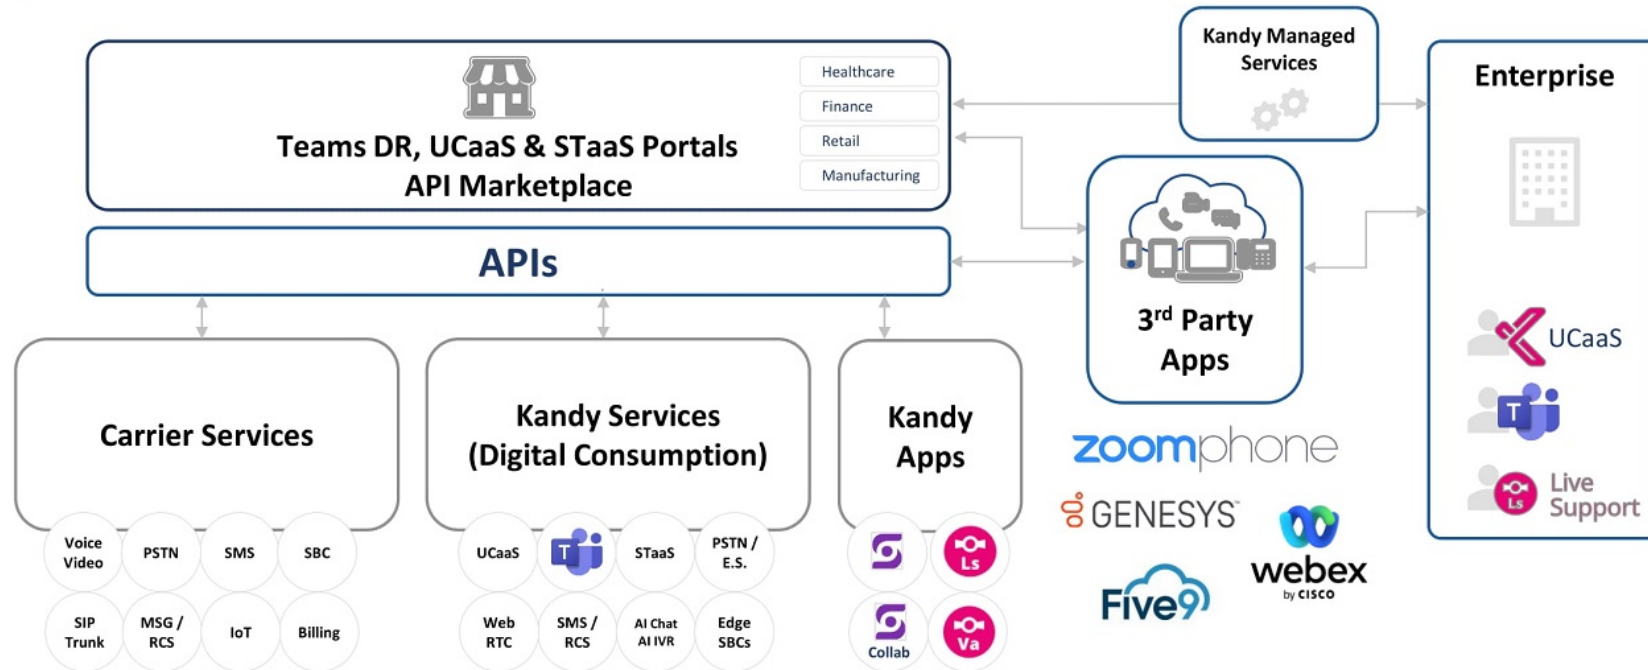 Kandy Managed
Services
Enterprise
Healthcare
Finance
Retail
Manufacturing
Teams DR, UCaaS & STaaS Portals
API Marketplace
APIs
3rd Party
Apps
UCaaS
T
Ls
Live
Support
Carrier Services
Kandy Services
(Digital Consumption)
Kandy
Apps
zoomphone
GENESYS™
webex
by CISCO
Five9
Voice
Video
PSTN
SMS
SBC
SIP
Trunk
MSG /
RCS
IoT
Billing
UCaaS
T
STaaS
PSTN /
E.S.
Web
RTC
SMS /
RCS
AI Chat
AI IVR
Edge
SBCs
Ls
Collab
Va